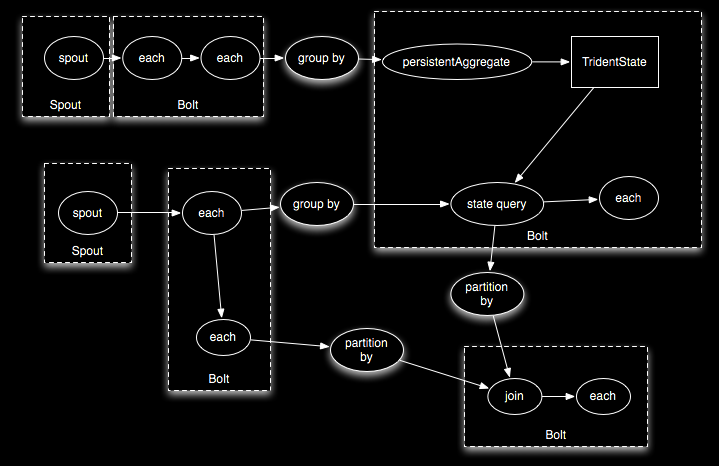 spout
each
each
group by
persistentAggregate
TridentState
Spout
Bolt
spout
each
group by
state query
each
Spout
Bolt
partition
by
each
partition
by
Bolt
join
each
Bolt